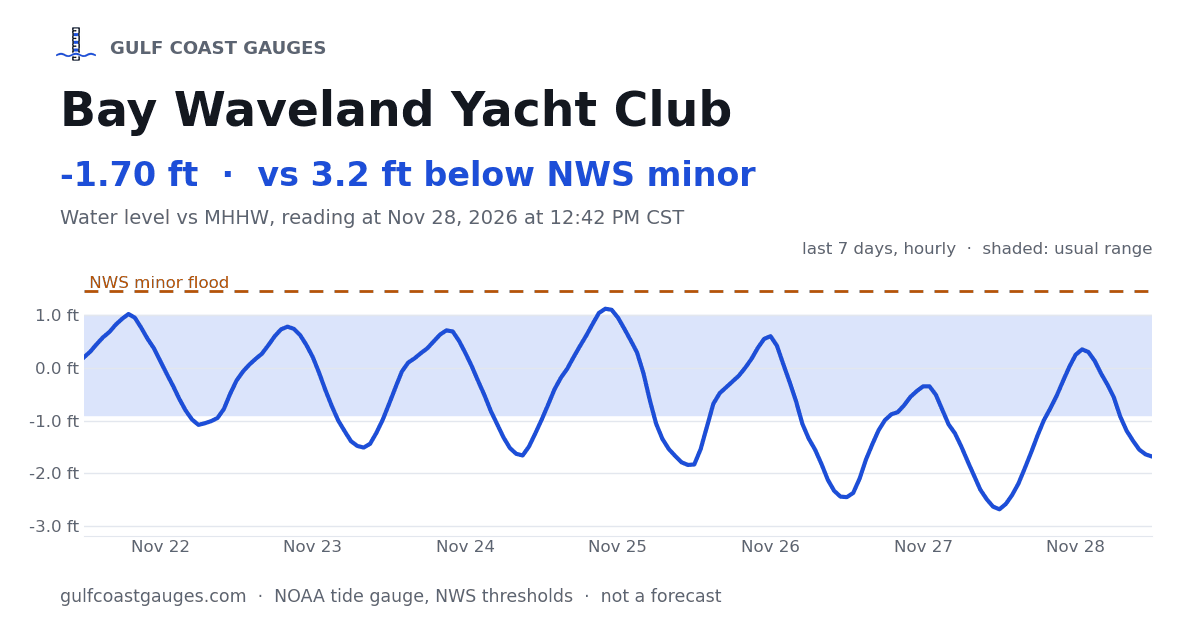 GULF COAST GAUGES
Bay Waveland Yacht Club
-1.70 ft · vs 3.2 ft below NWS minor
Water level vs MHHW, reading at Nov 28, 2026 at 12:42 PM CST
last 7 days, hourly · shaded: usual range
NWS minor flood
1.0 ft
0.0 ft
-1.0 ft
-2.0 ft
-3.0 ft
Nov 22 Nov 23 Nov 24 Nov 25 Nov 26 Nov 27 Nov 28
gulfcoastgauges.com · NOAA tide gauge, NWS thresholds · not a forecast